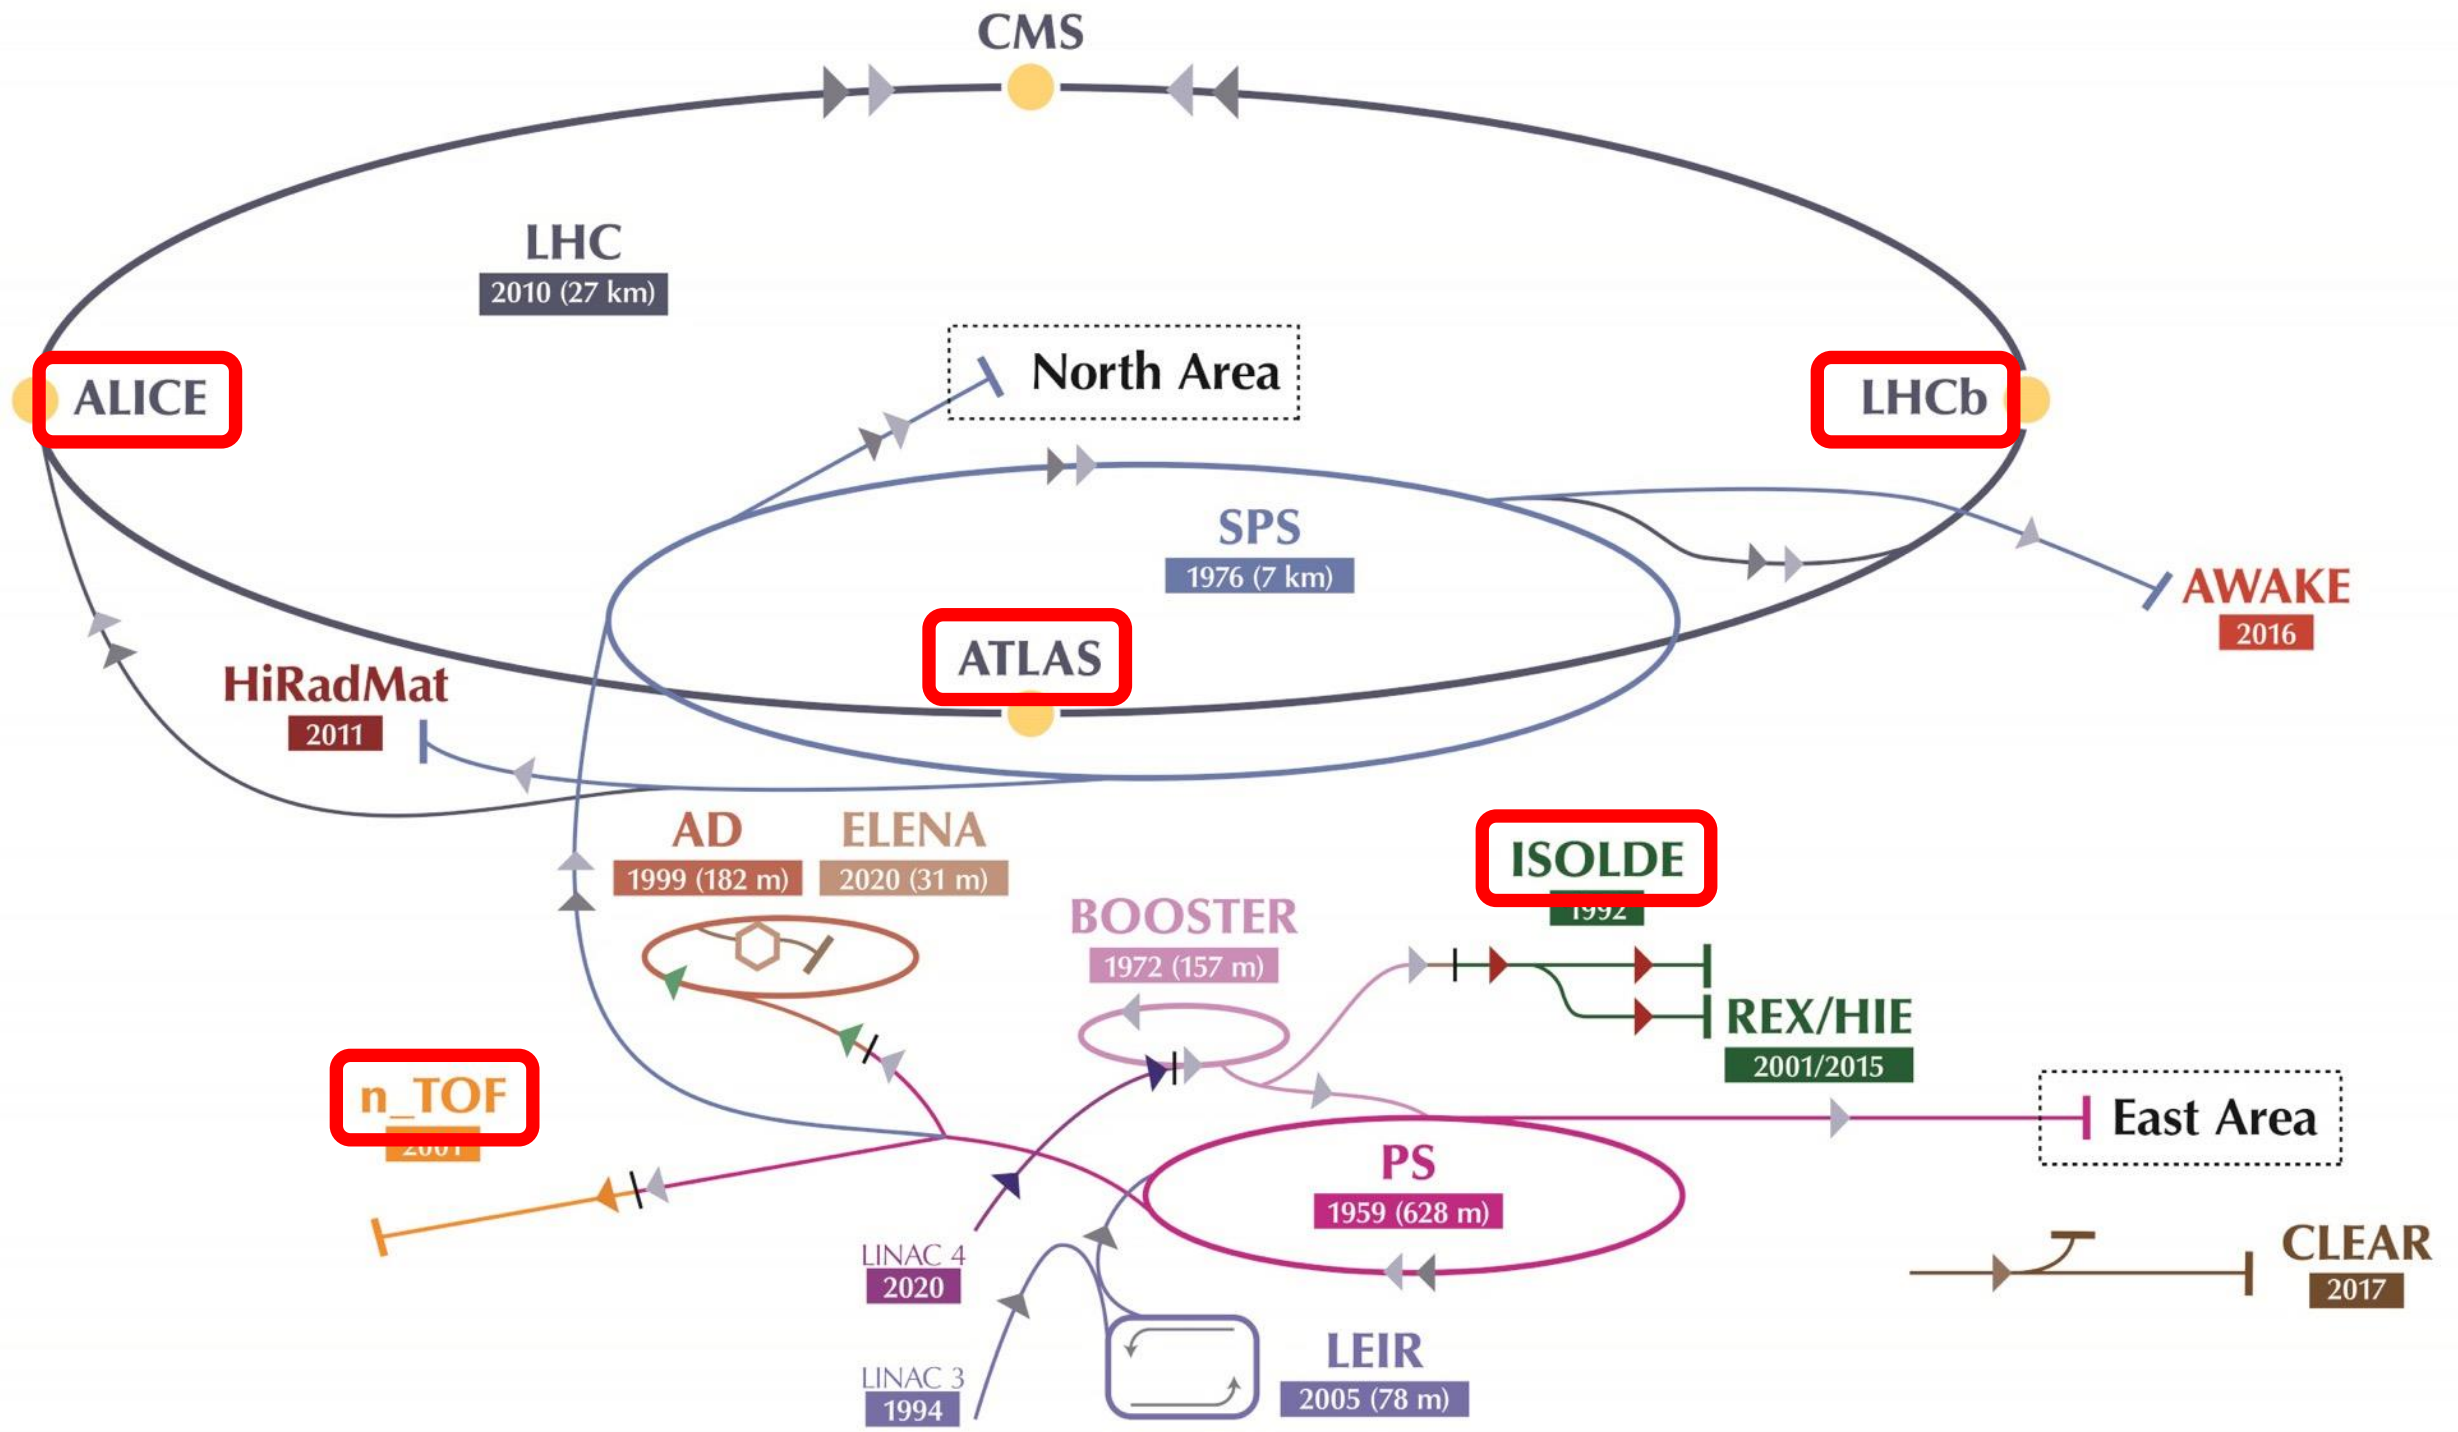 CMS
LHC
2010 (27 km)
North Area
ALICE
LHCb
SPS
1976 (7 km)
AWAKE
2016
ATLAS
HiRadMat
2011
AD
1999 (182 m)
ELENA
2020 (31 m)
ISOLDE
1992
BOOSTER
1972 (157 m)
REX/HIE
2001/2015
n_TOF
2001
East Area
PS
1959 (628 m)
LINAC 4
2020
CLEAR
2017
LINAC 3
1994
LEIR
2005 (78 m)